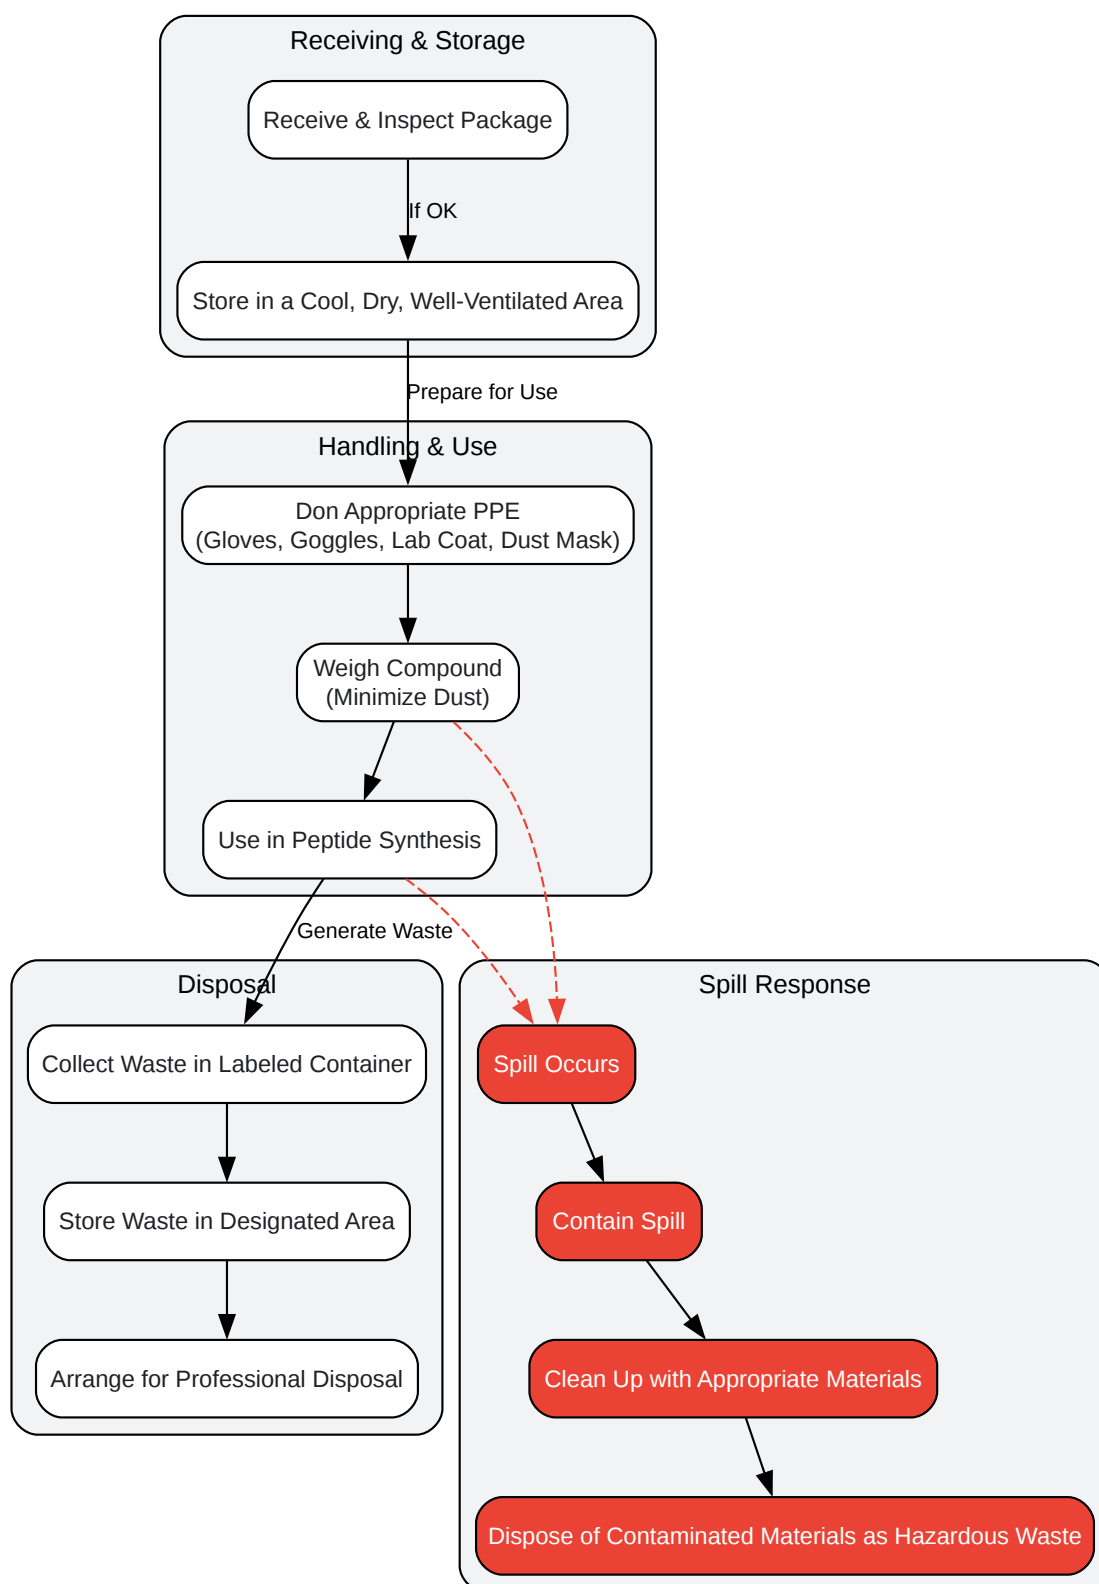 Receiving & Storage
Receive & Inspect Package
If OK
Store in a Cool, Dry, Well-Ventilated Area
Prepare for Use
Handling & Use
Don Appropriate PPE
(Gloves, Goggles, Lab Coat, Dust Mask)
Weigh Compound
(Minimize Dust)
Use in Peptide Synthesis
Generate Waste
Disposal
Collect Waste in Labeled Container
Store Waste in Designated Area
Arrange for Professional Disposal
Spill Response
Spill Occurs
Contain Spill
Clean Up with Appropriate Materials
Dispose of Contaminated Materials as Hazardous Waste